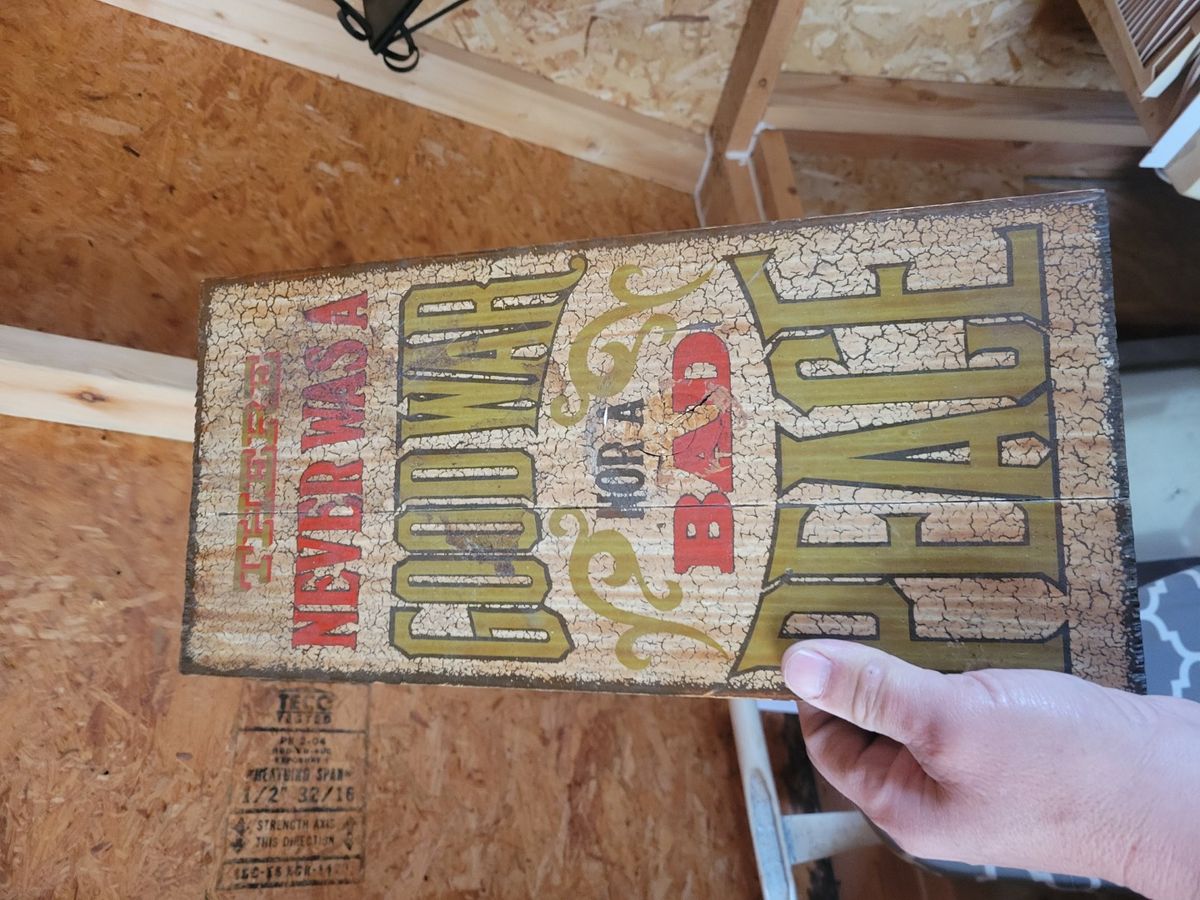 THERE
NEVER WAS A
GOOD WAR
NOR A
BAD
PEACE
TECO
TESTED
SHEATHING SPAN
1/2" 32/16
STRENGTH AXIS
THIS DIRECTION